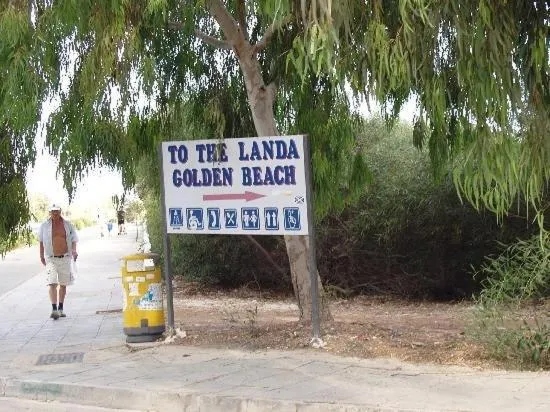 TO THE LANDA
GOLDEN BEACH